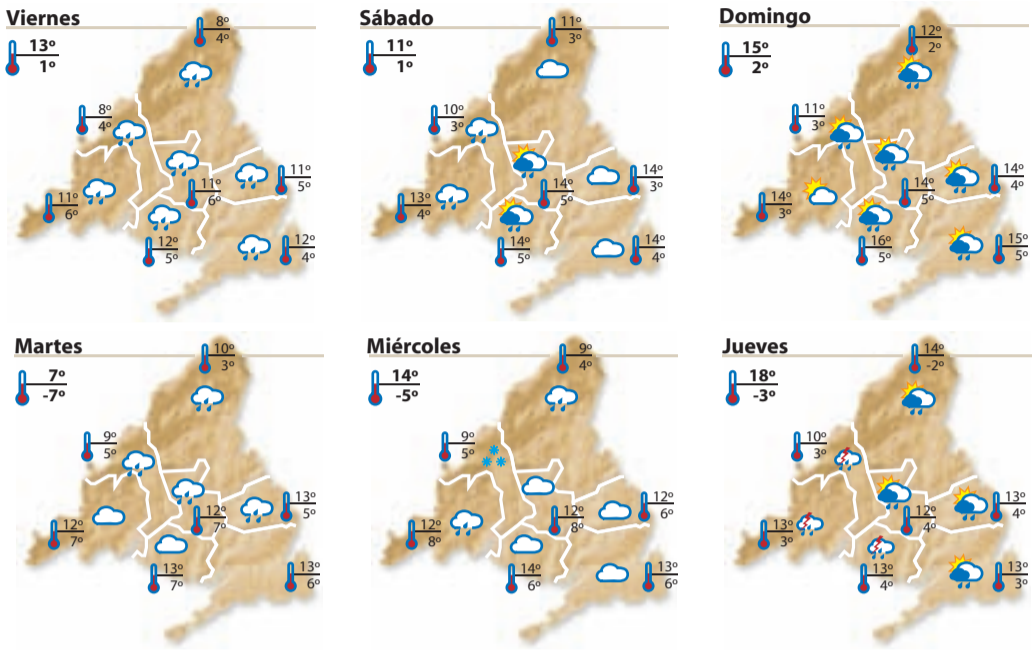 Viernes
13º
1º
8º
4º
8º
4º
11º
5º
11º
6º
11º
6º
12º
5º
12º
4º
Sábado
11º
1º
11º
3º
10º
3º
14º
3º
13º
4º
14º
5º
14º
5º
14º
4º
Domingo
15º
2º
12º
2º
11º
3º
14º
4º
14º
3º
14º
5º
16º
5º
15º
5º
Martes
7º
-7º
10º
3º
9º
5º
13º
5º
12º
7º
12º
7º
13º
7º
13º
6º
Miércoles
14º
-5º
9º
4º
9º
5º
12º
6º
12º
8º
12º
8º
14º
6º
13º
6º
Jueves
18º
-3º
14º
-2º
10º
3º
13º
4º
13º
3º
12º
4º
13º
4º
13º
3º